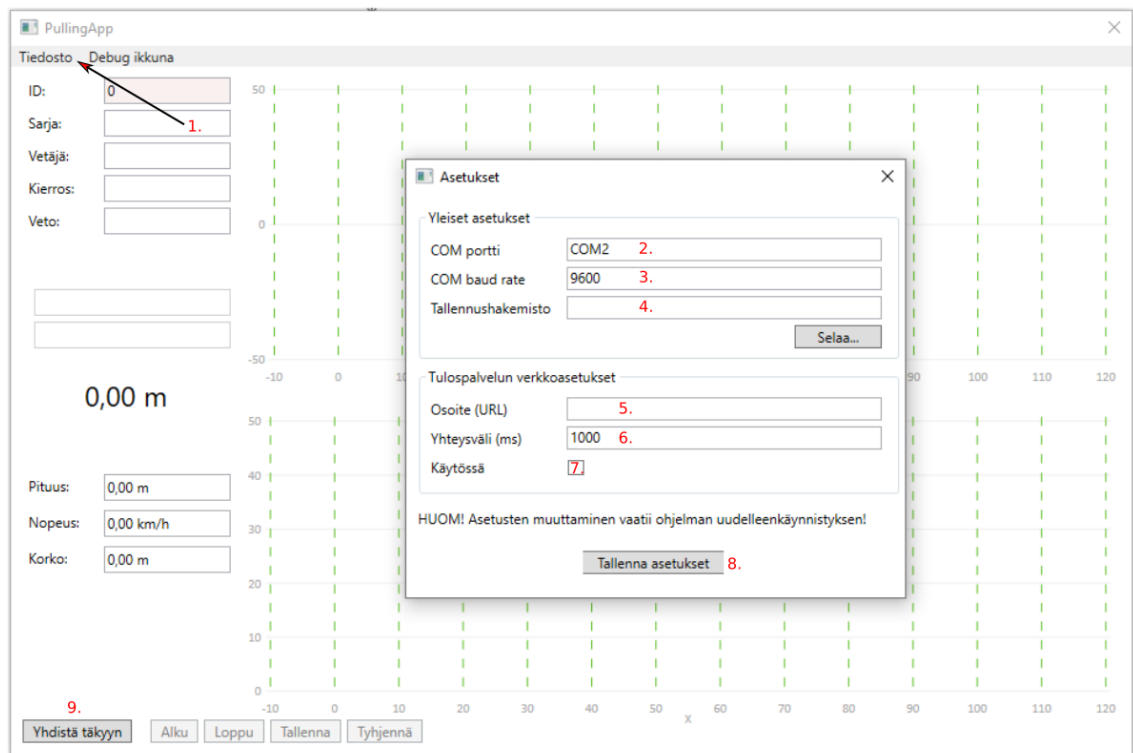 PullingApp
Tiedosto Debug ikkuna
ID: 0
Sarja: 1.
Vetäjä:
Kierros:
Veto:
0,00 m
Pituus: 0,00 m
Nopeus: 0,00 km/h
Korko: 0,00 m
9.
Yhdistä täkyyn Alku Loppu Tallenna Tyhjennä
50
0
-50
-10 0 10 90 100 110 120
50
40
30
20
10
0
-10 0 10 20 30 40 50 60 70 80 90 100 110 120
x
Asetukset
Yleiset asetukset
COM portti COM2 2.
COM baud rate 9600 3.
Tallennushakemisto 4.
Selaa...
Tulospalvelun verkkoasetukset
Osoite (URL) 5.
Yhteysväli (ms) 1000 6.
Käytössä 7.
HUOM! Asetusten muuttaminen vaatii ohjelman uudelleenkäynnistyksen!
Tallenna asetukset 8.